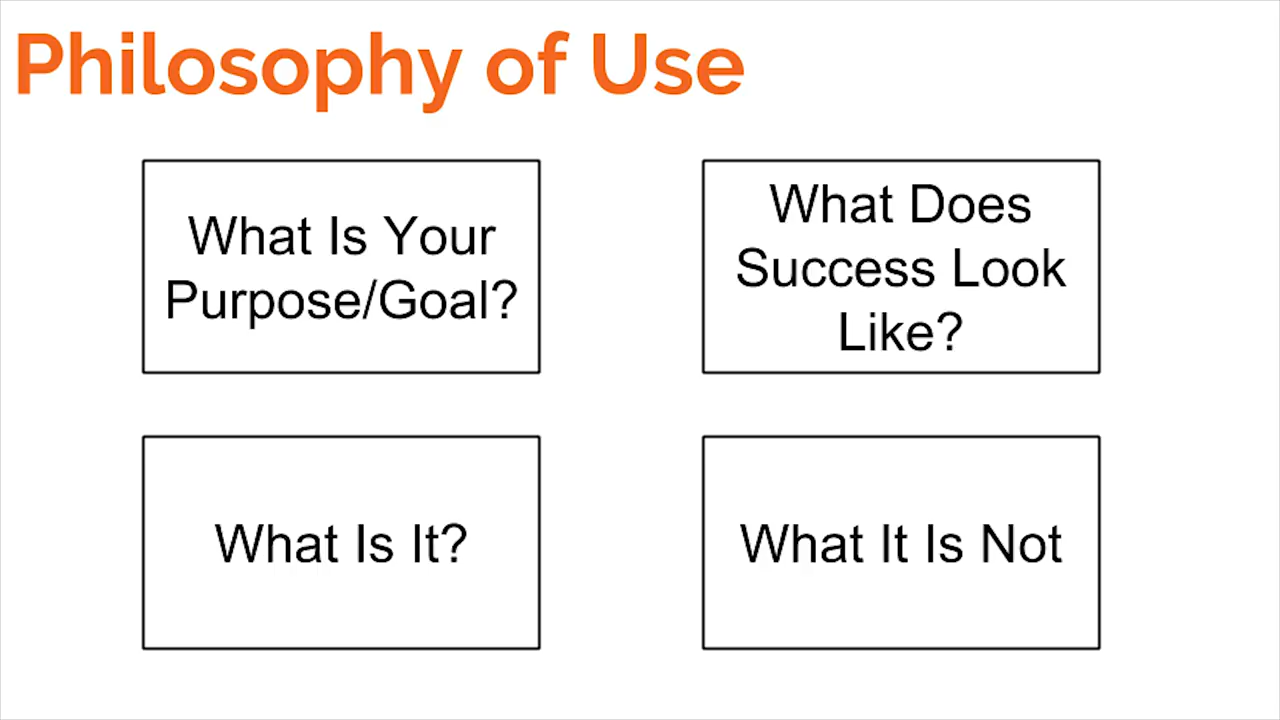 Philosophy of Use
What Is Your
Purpose/Goal?
What Does
Success Look
Like?
What Is It?
What It Is Not